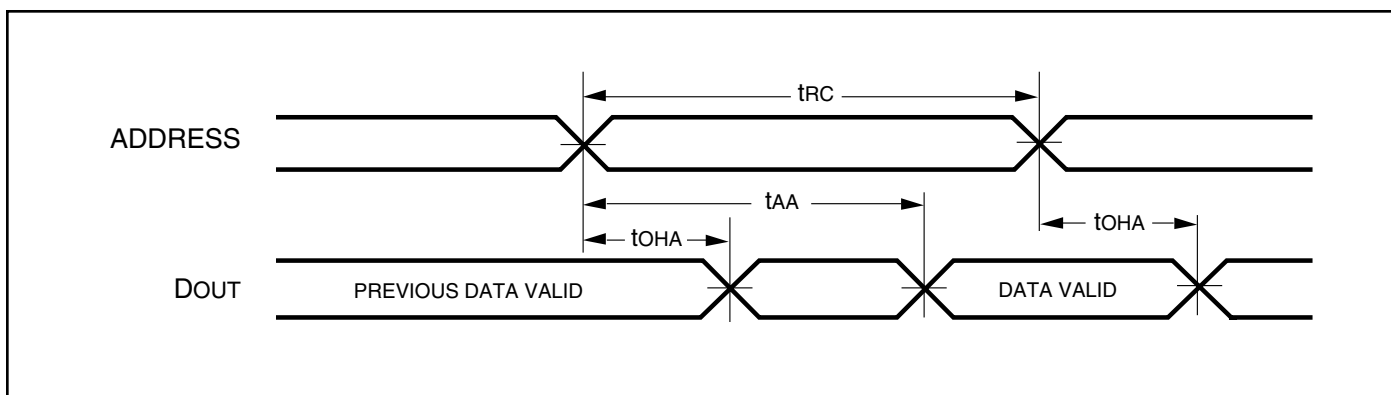 tRC
ADDRESS
tAA
tOHA
tOHA
DOUT
PREVIOUS DATA VALID
DATA VALID